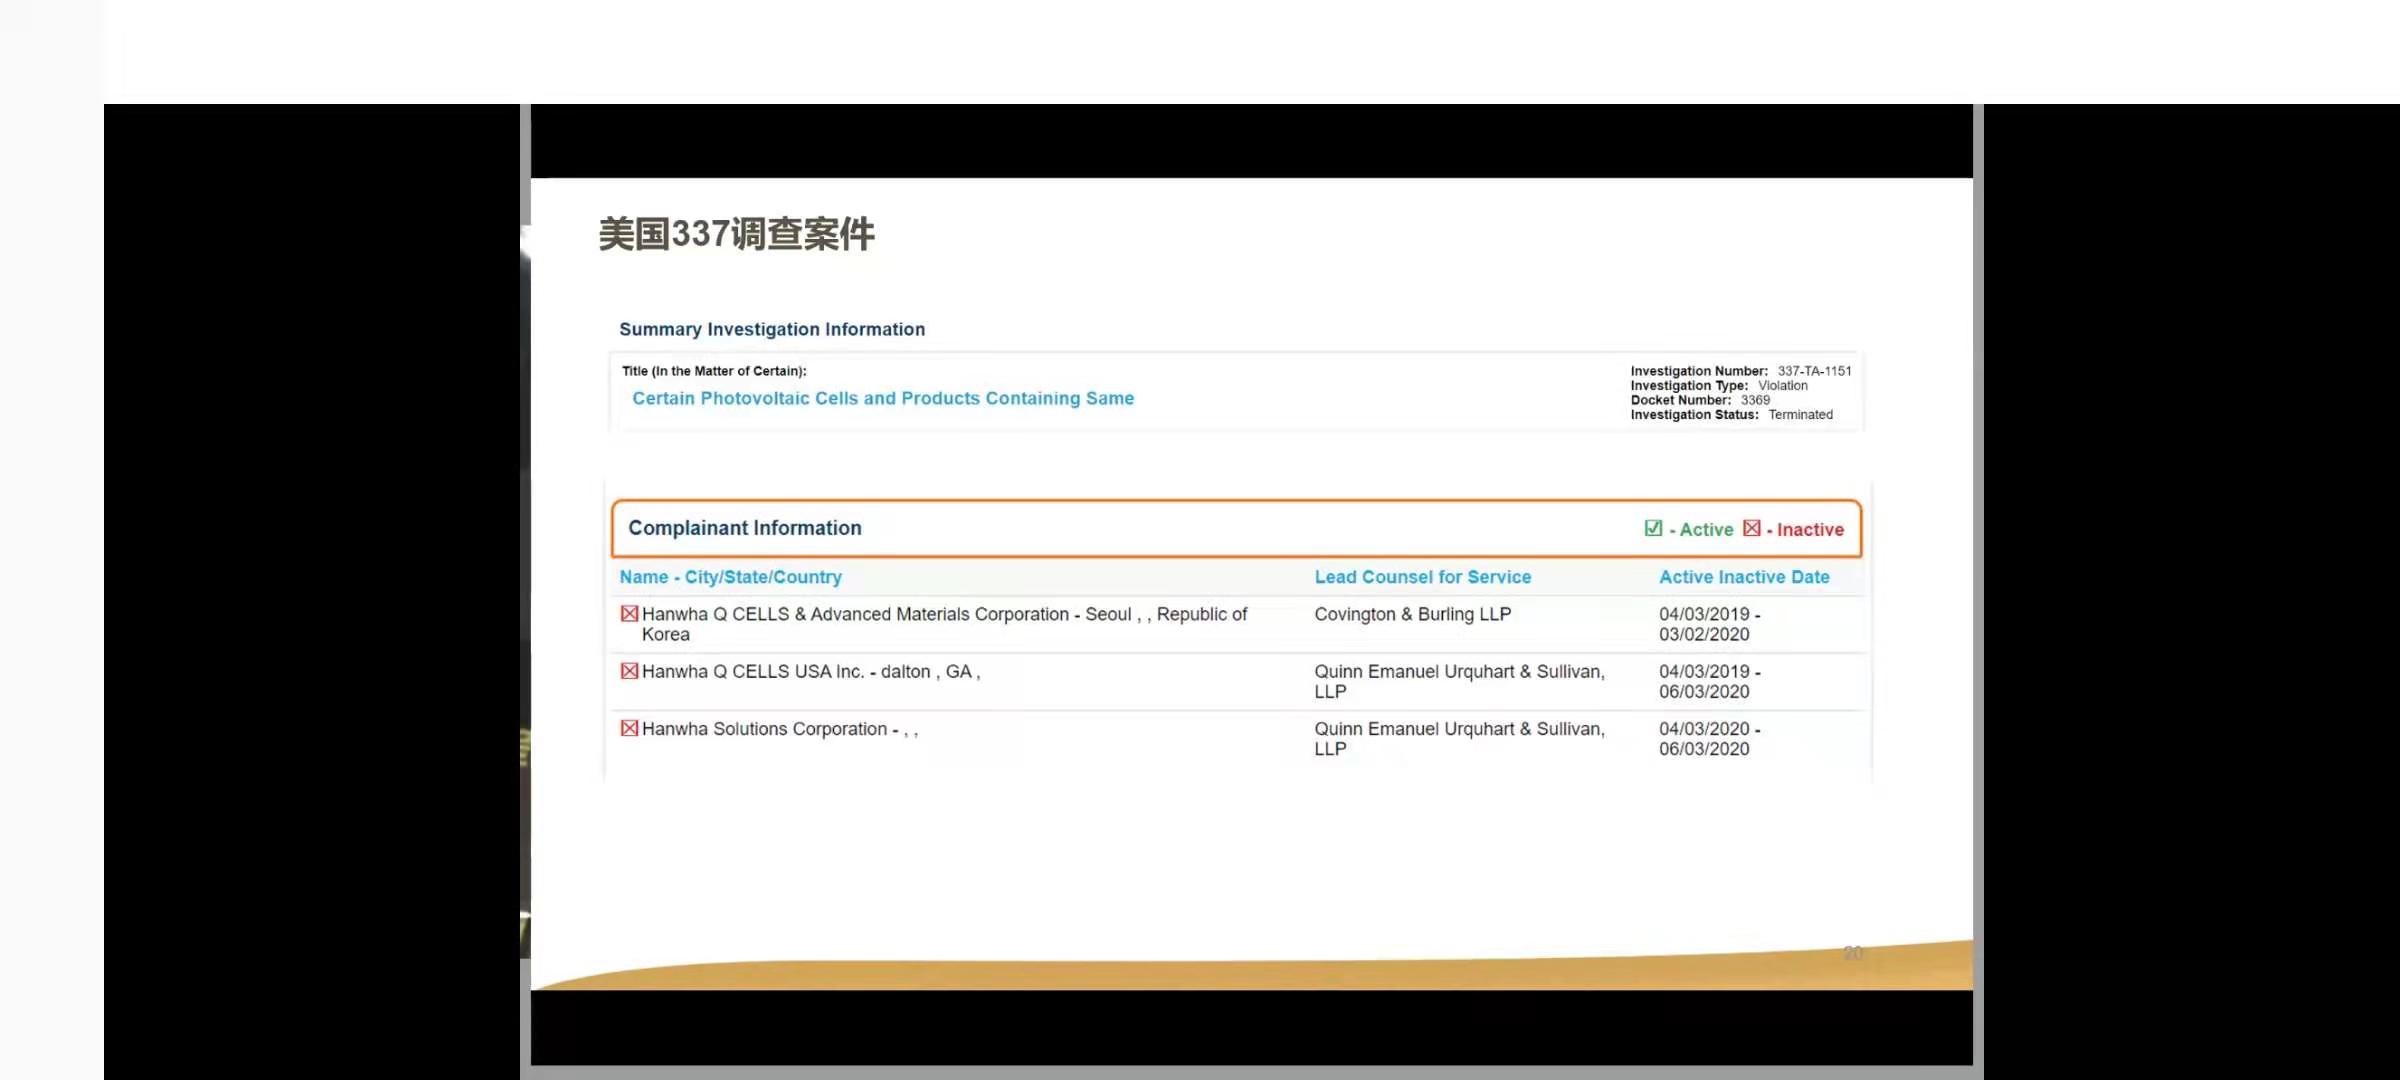 美国337调查案件
Summary Investigation Information
Title (In the Matter of Certain):
Certain Photovoltaic Cells and Products Containing Same
Investigation Number: 337-TA-1151
Investigation Type: Violation
Docket Number: 3369
Investigation Status: Terminated
Complainant Information
☑ - Active ☒ - Inactive
Name - City/State/Country Lead Counsel for Service Active Inactive Date
☒ Hanwha Q CELLS & Advanced Materials Corporation - Seoul , , Republic of Covington & Burling LLP 04/03/2019 -
Korea 03/02/2020
☒ Hanwha Q CELLS USA Inc. - dalton , GA , Quinn Emanuel Urquhart & Sullivan, 04/03/2019 -
LLP 06/03/2020
☒ Hanwha Solutions Corporation - , , Quinn Emanuel Urquhart & Sullivan, 04/03/2020 -
LLP 06/03/2020
20